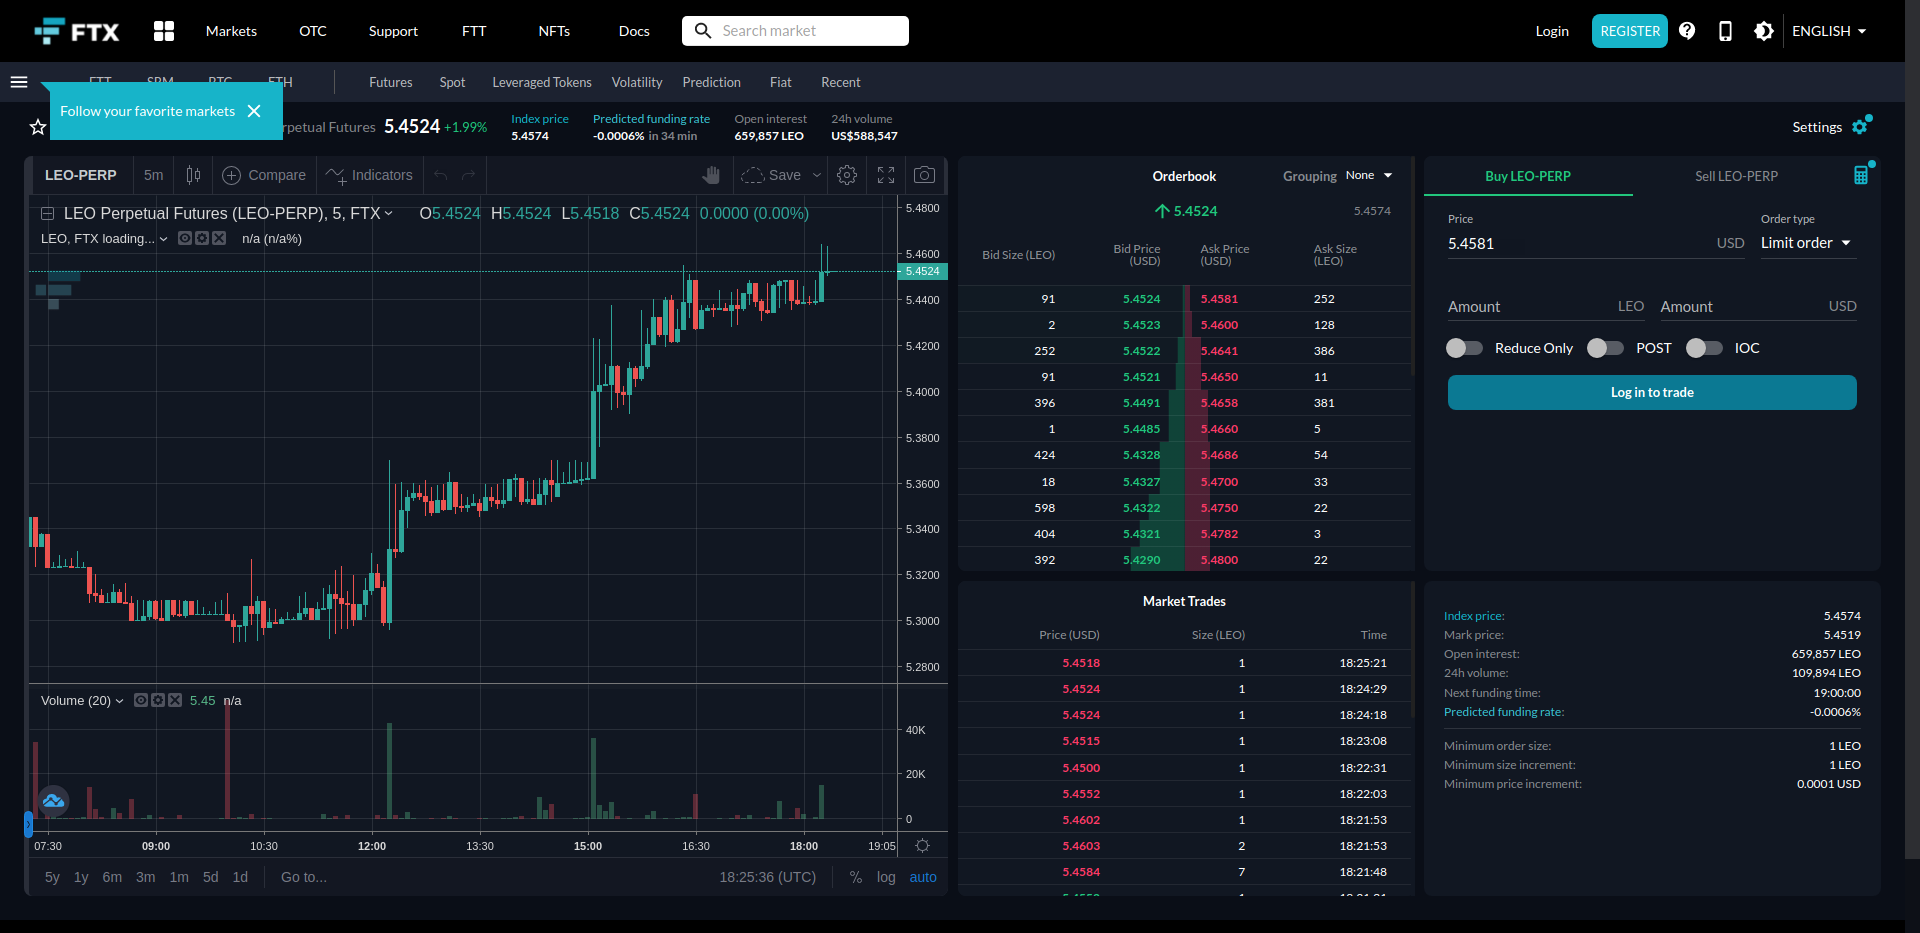 FTX Markets OTC Support FTT NFTs Docs Search market Login REGISTER ENGLISH
FTT SRM BTC ETH Futures Spot Leveraged Tokens Volatility Prediction Fiat Recent
Follow your favorite markets
rpetual Futures 5.4524 +1.99%
Index price
5.4574
Predicted funding rate
-0.0006% in 34 min
Open interest
659,857 LEO
24h volume
US$588,547
Settings
LEO-PERP 5m Compare Indicators Save
LEO Perpetual Futures (LEO-PERP), 5, FTX O5.4524 H5.4524 L5.4518 C5.4524 0.0000 (0.00%)
LEO, FTX loading... n/a (n/a%)
5.4800
5.4600
5.4524
5.4400
5.4200
5.4000
5.3800
5.3600
5.3400
5.3200
5.3000
5.2800
Volume (20) 5.45 n/a
40K
20K
0
07:30 09:00 10:30 12:00 13:30 15:00 16:30 18:00 19:05
5y 1y 6m 3m 1m 5d 1d Go to... 18:25:36 (UTC) % log auto
Orderbook Grouping None
5.4524 5.4574
Bid Size (LEO) Bid Price (USD) Ask Price (USD) Ask Size (LEO)
91 5.4524 5.4581 252
2 5.4523 5.4600 128
252 5.4522 5.4641 386
91 5.4521 5.4650 11
396 5.4491 5.4658 381
1 5.4485 5.4660 5
424 5.4328 5.4686 54
18 5.4327 5.4700 33
598 5.4322 5.4750 22
404 5.4321 5.4782 3
392 5.4290 5.4800 22
Market Trades
Price (USD) Size (LEO) Time
5.4518 1 18:25:21
5.4524 1 18:24:29
5.4524 1 18:24:18
5.4515 1 18:23:08
5.4500 1 18:22:31
5.4552 1 18:22:03
5.4602 1 18:21:53
5.4603 2 18:21:53
5.4584 7 18:21:48
Buy LEO-PERP Sell LEO-PERP
Price Order type
5.4581 USD Limit order
Amount LEO Amount USD
Reduce Only POST IOC
Log in to trade
Index price: 5.4574
Mark price: 5.4519
Open interest: 659,857 LEO
24h volume: 109,894 LEO
Next funding time: 19:00:00
Predicted funding rate: -0.0006%
Minimum order size: 1 LEO
Minimum size increment: 1 LEO
Minimum price increment: 0.0001 USD